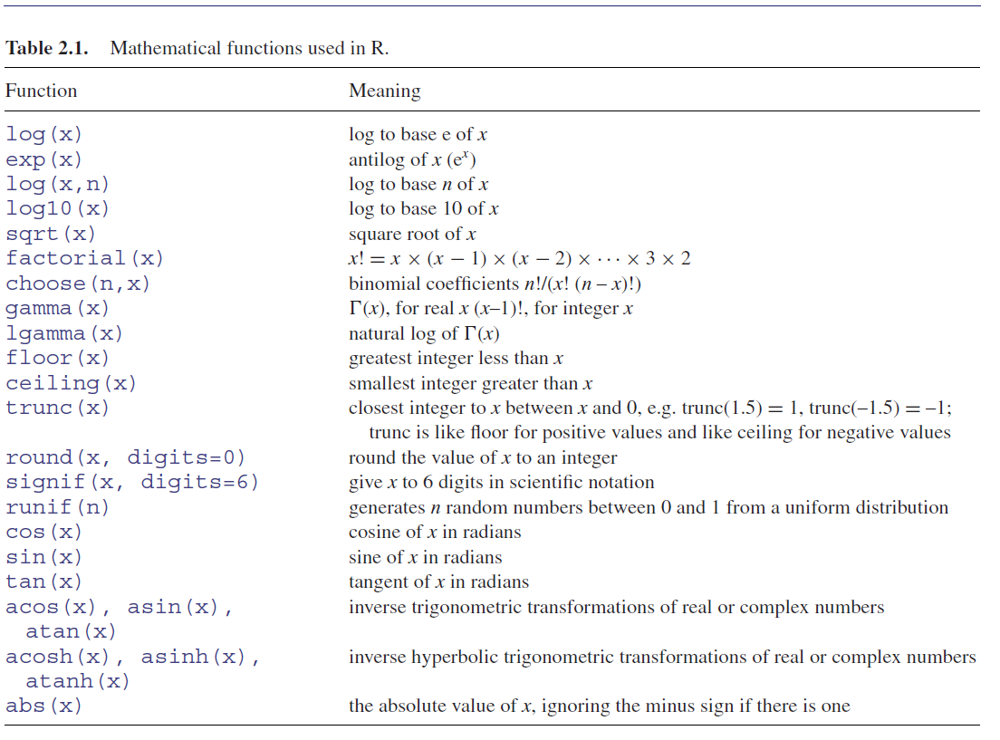 Table 2.1. Mathematical functions used in R.
Function Meaning
log(x) log to base e of x
exp(x) antilog of x (eˣ)
log(x,n) log to base n of x
log10(x) log to base 10 of x
sqrt(x) square root of x
factorial(x) x! = x × (x − 1) × (x − 2) × ··· × 3 × 2
choose(n,x) binomial coefficients n!/(x! (n – x)!)
gamma(x) Γ(x), for real x (x–1)!, for integer x
lgamma(x) natural log of Γ(x)
floor(x) greatest integer less than x
ceiling(x) smallest integer greater than x
trunc(x) closest integer to x between x and 0, e.g. trunc(1.5) = 1, trunc(–1.5) = –1;
trunc is like floor for positive values and like ceiling for negative values
round(x, digits=0) round the value of x to an integer
signif(x, digits=6) give x to 6 digits in scientific notation
runif(n) generates n random numbers between 0 and 1 from a uniform distribution
cos(x) cosine of x in radians
sin(x) sine of x in radians
tan(x) tangent of x in radians
acos(x), asin(x), inverse trigonometric transformations of real or complex numbers
atan(x)
acosh(x), asinh(x), inverse hyperbolic trigonometric transformations of real or complex numbers
atanh(x)
abs(x) the absolute value of x, ignoring the minus sign if there is one